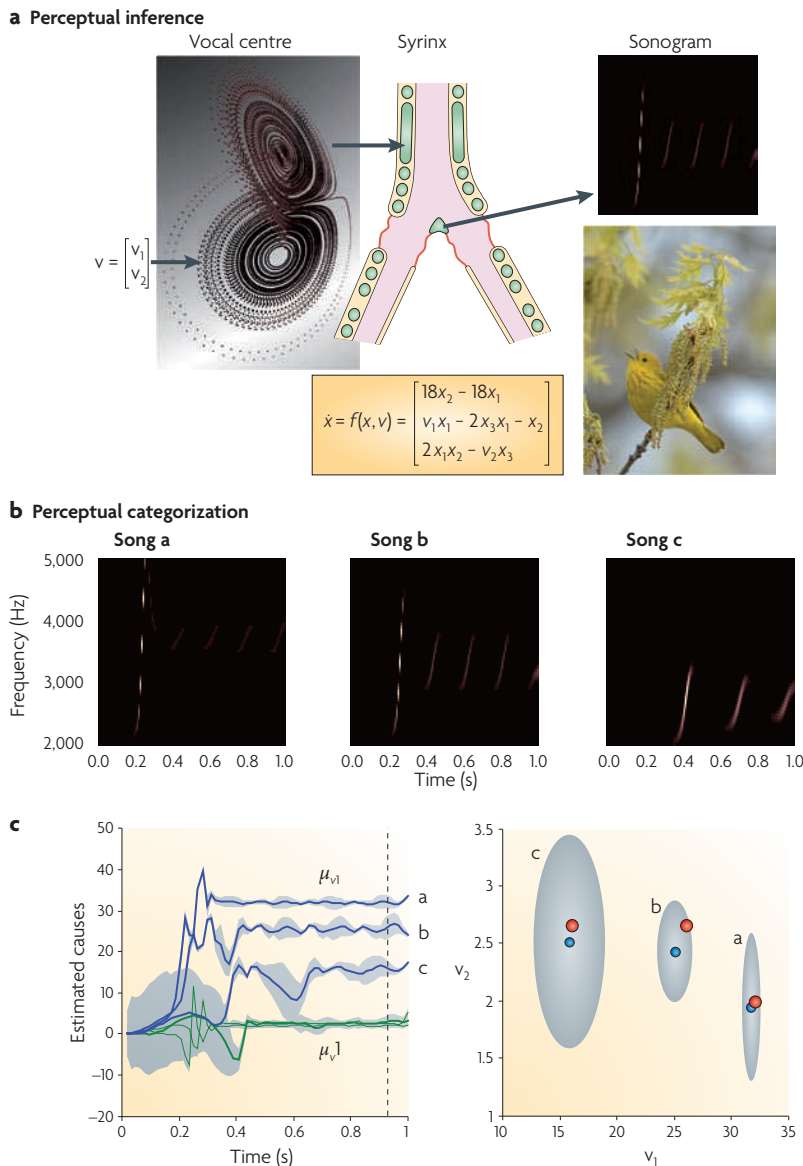 a Perceptual inference
Vocal centre
Syrinx
Sonogram
v = [v₁ v₂]
ẋ = f(x, v) = [18x₂ − 18x₁
v₁x₁ − 2x₃x₁ − x₂
2x₁x₂ − v₂x₃]
b Perceptual categorization
Song a
Song b
Song c
Frequency (Hz)
5,000
4,000
3,000
2,000
0.0 0.2 0.4 0.6 0.8 1.0
0.0 0.2 0.4 0.6 0.8 1.0
0.0 0.2 0.4 0.6 0.8 1.0
Time (s)
c
Estimated causes
50
40
30
20
10
0
−10
−20
μᵥ₁
a
b
c
μᵥ1
0 0.2 0.4 0.6 0.8 1
Time (s)
v₂
3.5
3
2.5
2
1.5
1
c
b
a
10 15 20 25 30 35
v₁